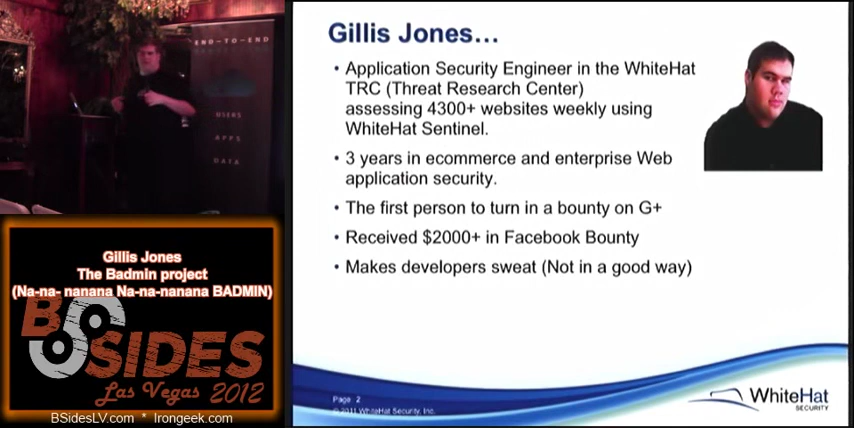 END-TO-END
USERS
APPS
DATA
Gillis Jones
The Badmin project
(Na-na- nanana Na-na-nanana BADMIN)
BSIDES
Las Vegas 2012
BSidesLV.com * Irongeek.com
Gillis Jones…
• Application Security Engineer in the WhiteHat
TRC (Threat Research Center)
assessing 4300+ websites weekly using
WhiteHat Sentinel.
• 3 years in ecommerce and enterprise Web
application security.
• The first person to turn in a bounty on G+
• Received $2000+ in Facebook Bounty
• Makes developers sweat (Not in a good way)
Page 2
© 2011 WhiteHat Security, Inc.
WhiteHat
SECURITY